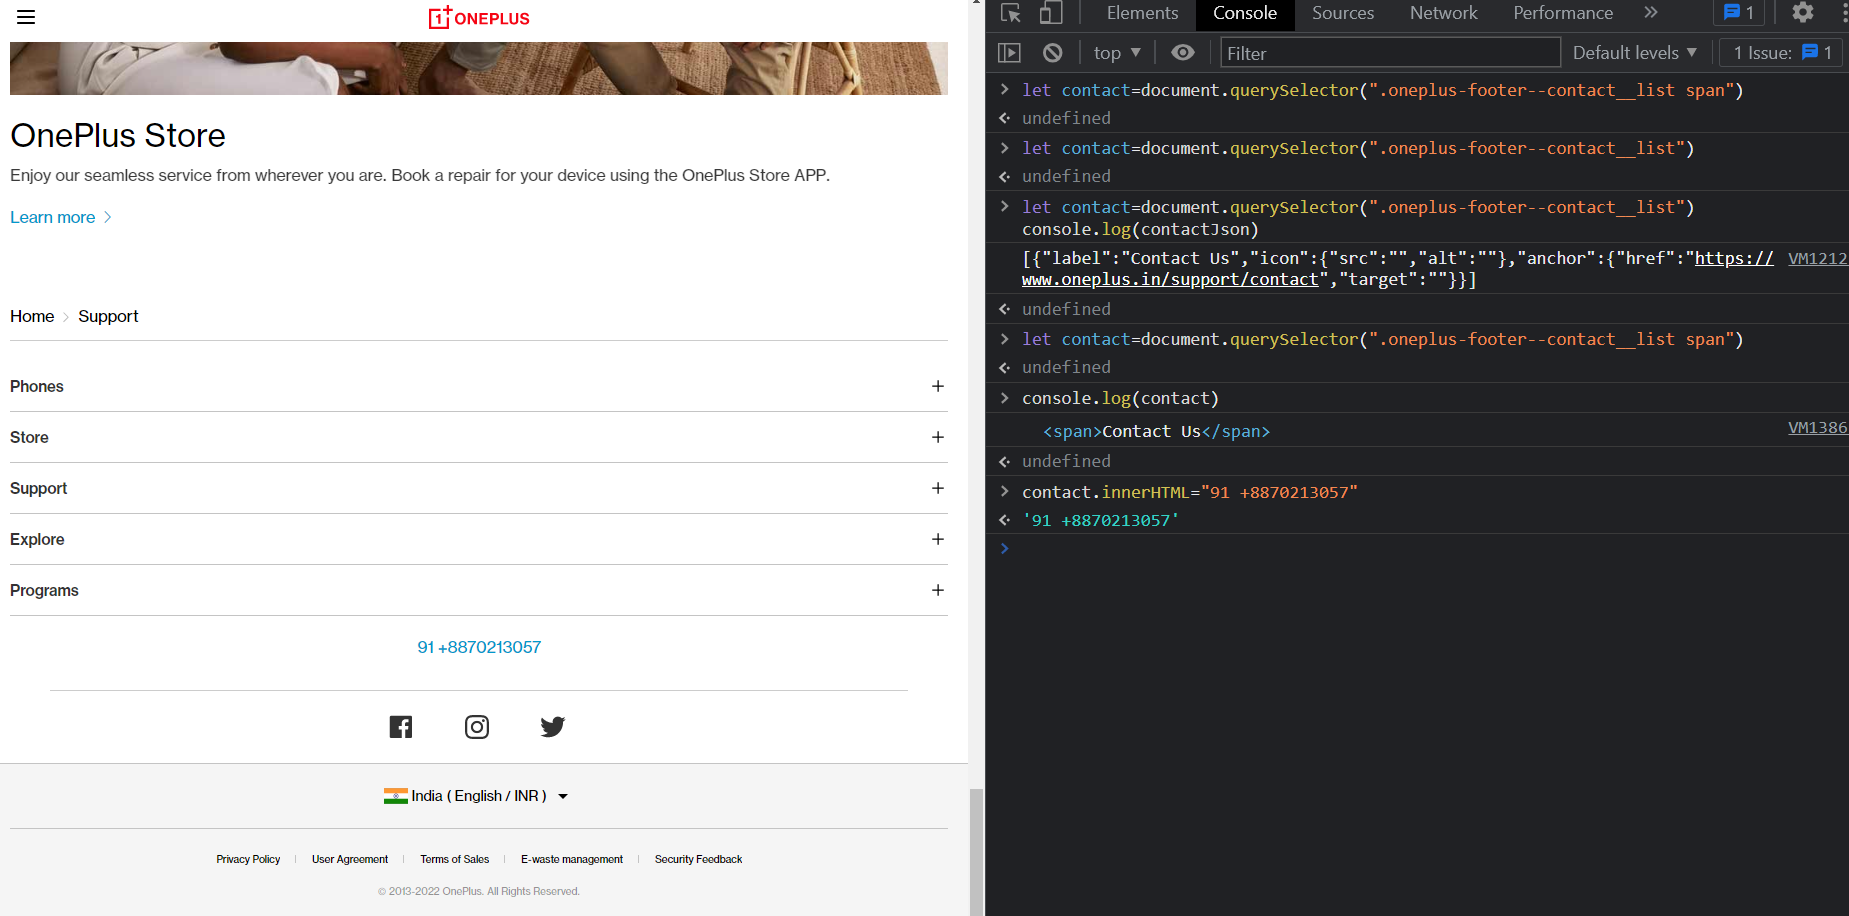 ONEPLUS
OnePlus Store
Enjoy our seamless service from wherever you are. Book a repair for your device using the OnePlus Store APP.
Learn more
Home Support
Phones
Store
Support
Explore
Programs
91 +8870213057
India ( English / INR )
Privacy Policy
User Agreement
Terms of Sales
E-waste management
Security Feedback
© 2013-2022 OnePlus. All Rights Reserved.
Elements Console Sources Network Performance » 1
top ▼ Filter Default levels ▼ 1 Issue: 1
let contact=document.querySelector(".oneplus-footer--contact__list span")
undefined
let contact=document.querySelector(".oneplus-footer--contact__list")
undefined
let contact=document.querySelector(".oneplus-footer--contact__list")
console.log(contactJson)
[{"label":"Contact Us","icon":{"src":"","alt":""},"anchor":{"href":"https:// VM1212
www.oneplus.in/support/contact","target":""}}]
undefined
let contact=document.querySelector(".oneplus-footer--contact__list span")
undefined
console.log(contact)
<span>Contact Us</span> VM1386
undefined
contact.innerHTML="91 +8870213057"
'91 +8870213057'